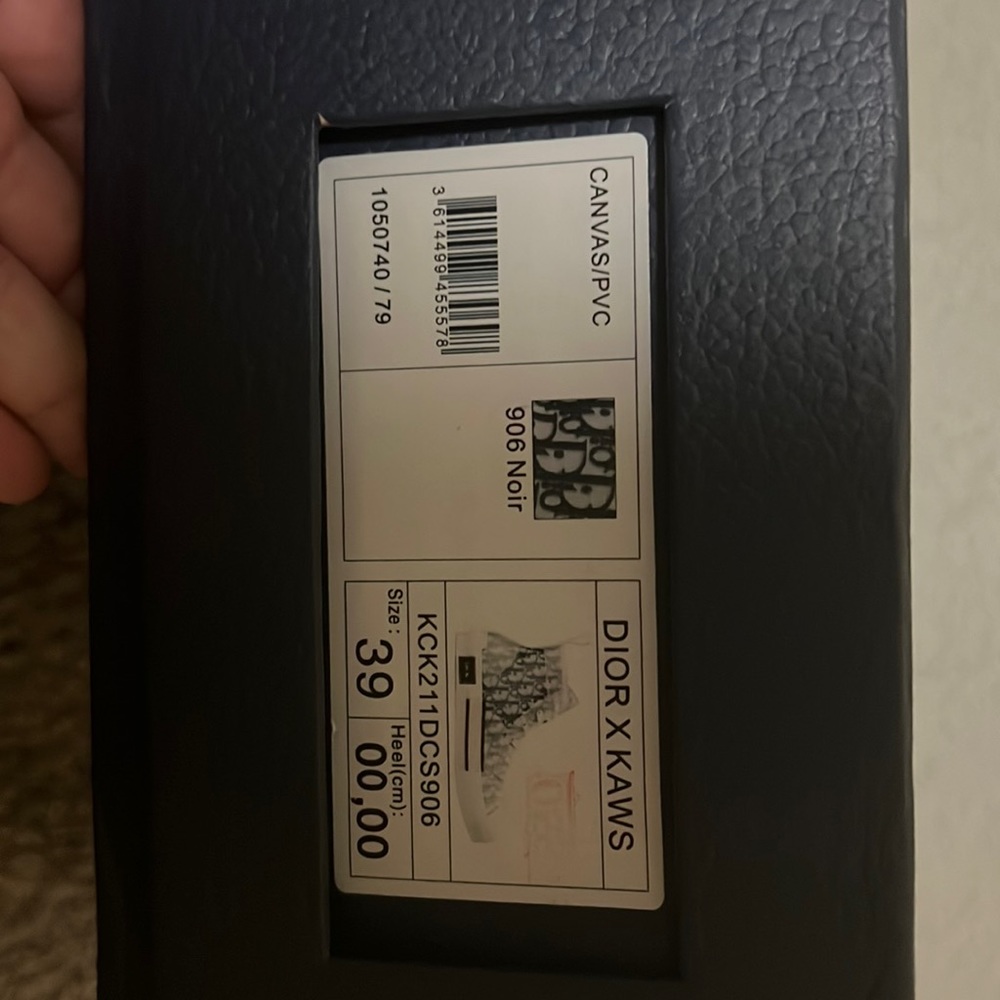 CANVAS/PVC
3 614499 455578
1050740 / 79
906 Noir
DIOR X KAWS
KCK211DCS906
Size :
39
Heel(cm):
00,00